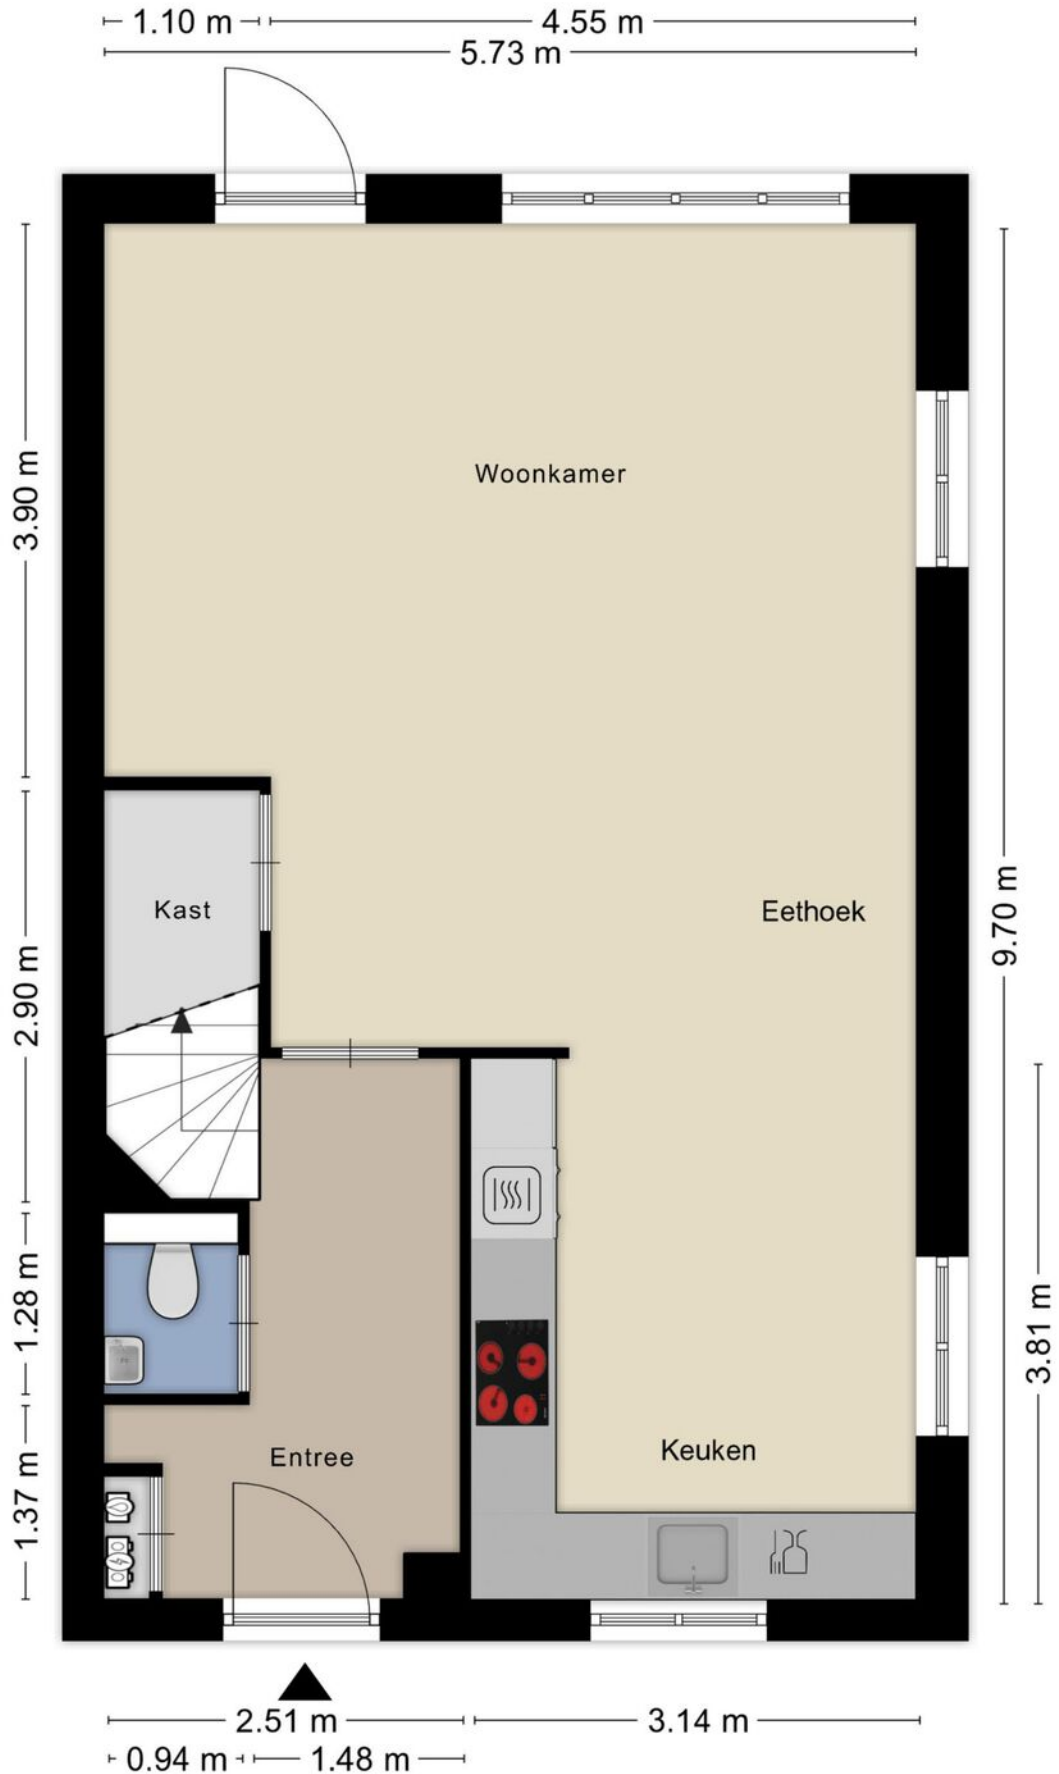 1.10 m
4.55 m
5.73 m
3.90 m
Woonkamer
Kast
Eethoek
9.70 m
2.90 m
1.28 m
3.81 m
Keuken
Entree
1.37 m
2.51 m
3.14 m
0.94 m
1.48 m